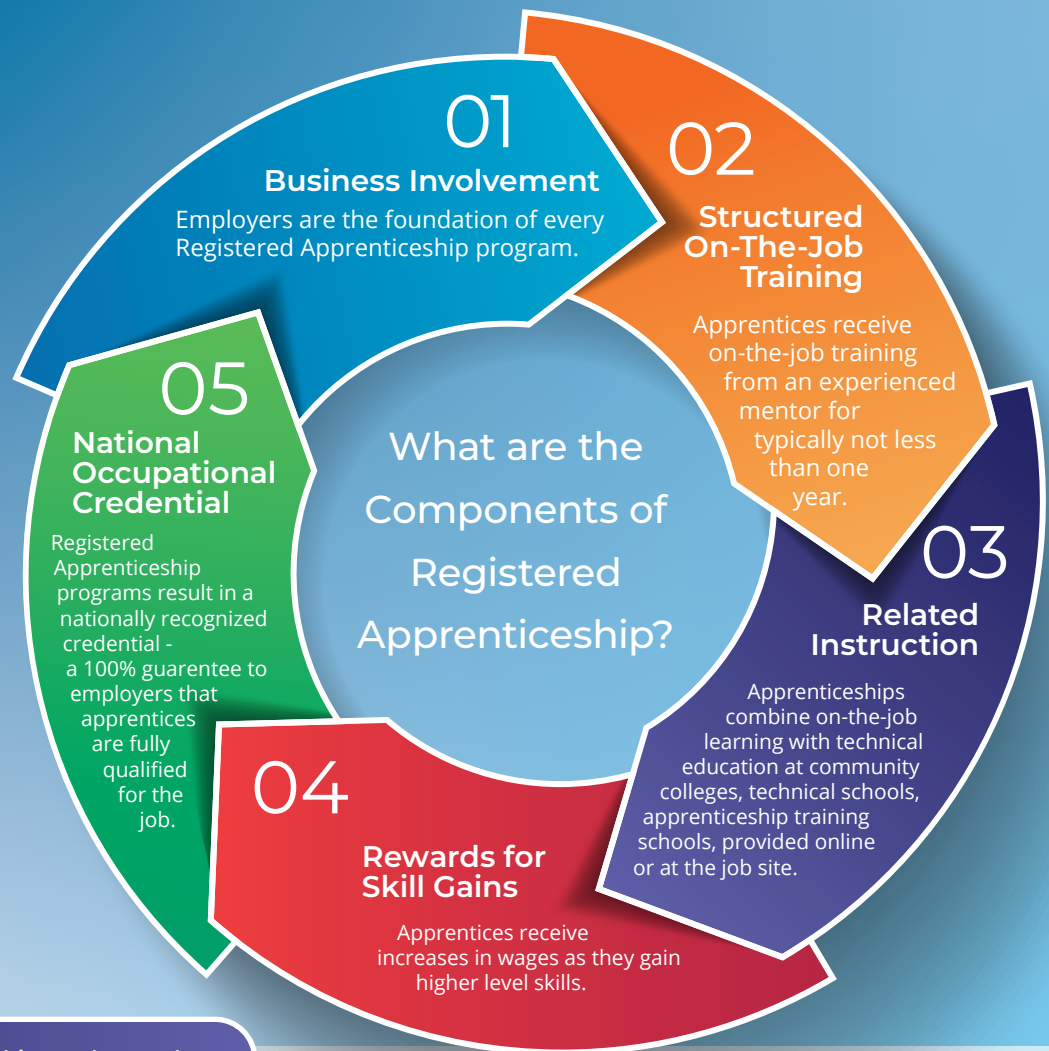 01
Business Involvement
Employers are the foundation of every
Registered Apprenticeship program.
02
Structured
On-The-Job
Training
Apprentices receive
on-the-job training
from an experienced
mentor for
typically not less
than one
year.
03
Related
Instruction
Apprenticeships
combine on-the-job
learning with technical
education at community
colleges, technical schools,
apprenticeship training
schools, provided online
or at the job site.
04
Rewards for
Skill Gains
Apprentices receive
increases in wages as they gain
higher level skills.
05
National
Occupational
Credential
Registered
Apprenticeship
programs result in a
nationally recognized
credential -
a 100% guarentee to
employers that
apprentices
are fully
qualified
for the
job.
What are the
Components of
Registered
Apprenticeship?